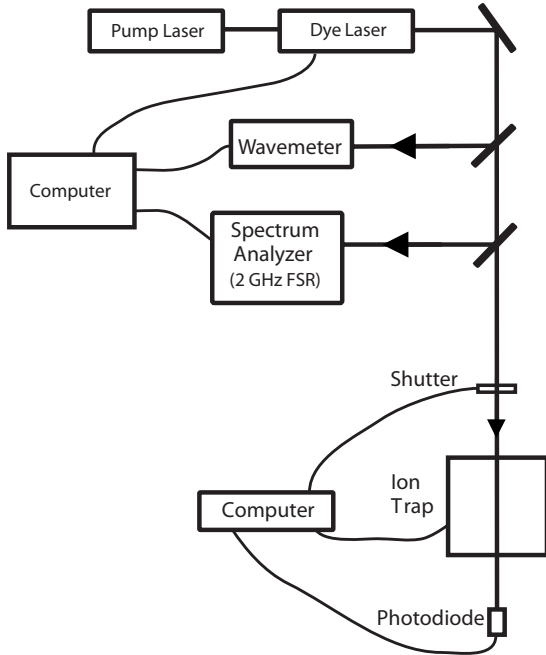 Pump Laser
Dye Laser
Wavemeter
Computer
Spectrum
Analyzer
(2 GHz FSR)
Shutter
Ion
Trap
Computer
Photodiode